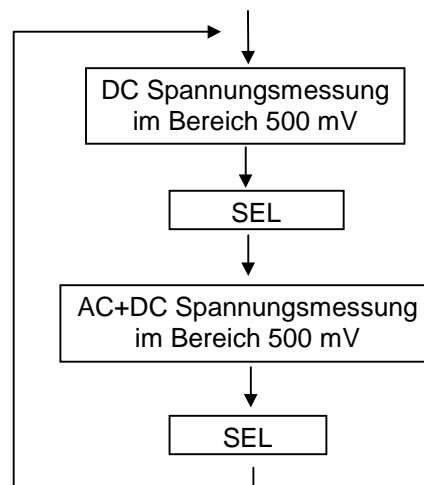 DC Spannungsmessung
im Bereich 500 mV
SEL
AC+DC Spannungsmessung
im Bereich 500 mV
SEL